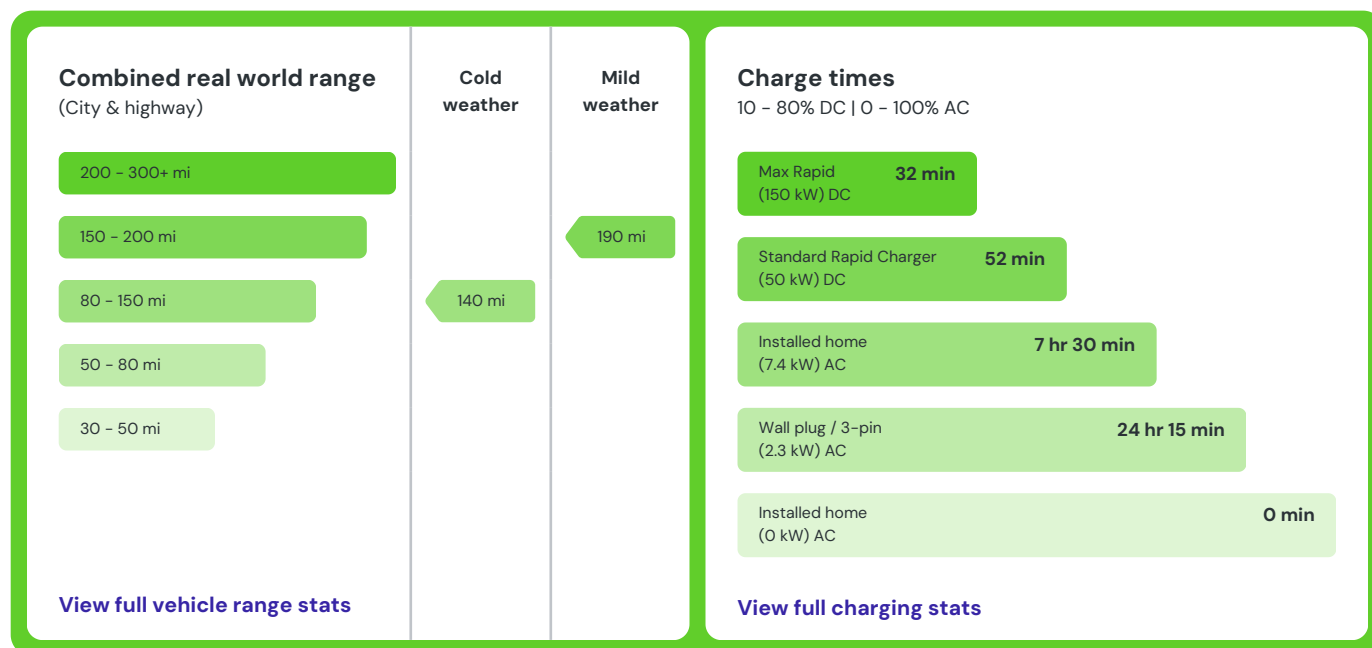 Combined real world range
(City & highway)
Cold
weather
Mild
weather
200 - 300+ mi
150 - 200 mi
190 mi
80 - 150 mi
140 mi
50 - 80 mi
30 - 50 mi
View full vehicle range stats
Charge times
10 - 80% DC | 0 - 100% AC
Max Rapid
(150 kW) DC
32 min
Standard Rapid Charger
(50 kW) DC
52 min
Installed home
(7.4 kW) AC
7 hr 30 min
Wall plug / 3-pin
(2.3 kW) AC
24 hr 15 min
Installed home
(0 kW) AC
0 min
View full charging stats